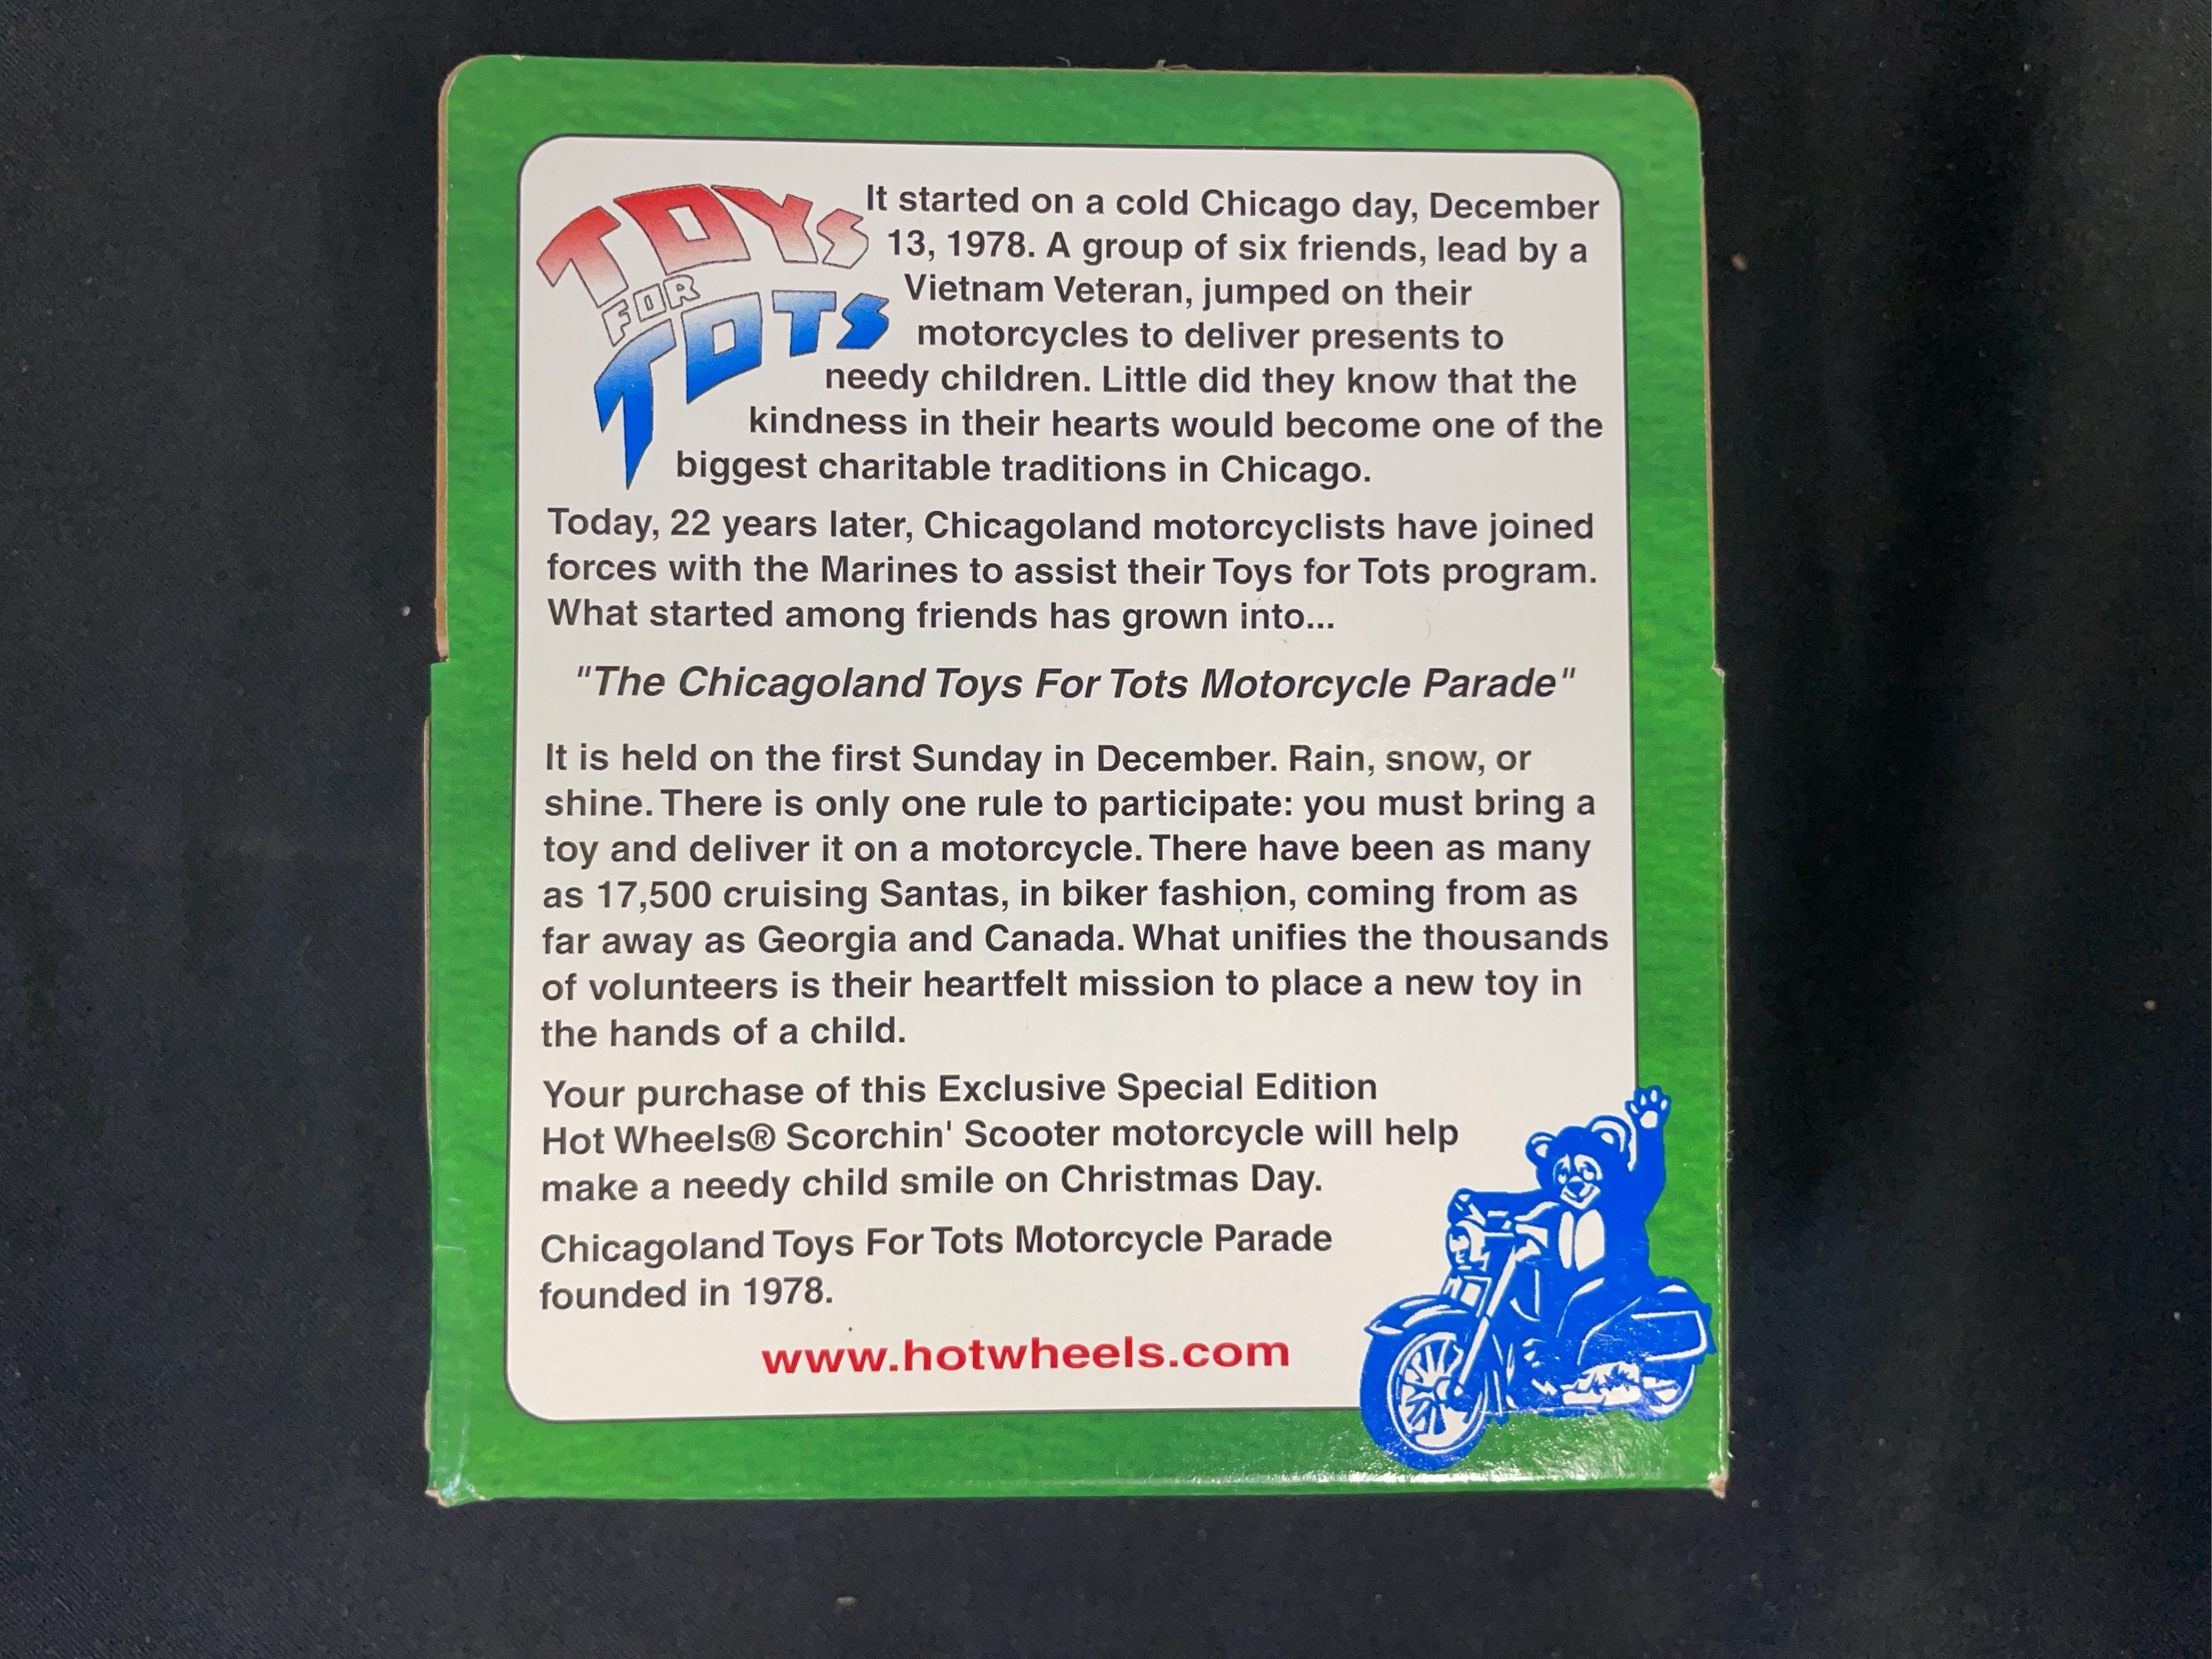 TOYS
FOR
TOTS
It started on a cold Chicago day, December
13, 1978. A group of six friends, lead by a
Vietnam Veteran, jumped on their
motorcycles to deliver presents to
needy children. Little did they know that the
kindness in their hearts would become one of the
biggest charitable traditions in Chicago.
Today, 22 years later, Chicagoland motorcyclists have joined
forces with the Marines to assist their Toys for Tots program.
What started among friends has grown into...
"The Chicagoland Toys For Tots Motorcycle Parade"
It is held on the first Sunday in December. Rain, snow, or
shine. There is only one rule to participate: you must bring a
toy and deliver it on a motorcycle. There have been as many
as 17,500 cruising Santas, in biker fashion, coming from as
far away as Georgia and Canada. What unifies the thousands
of volunteers is their heartfelt mission to place a new toy in
the hands of a child.
Your purchase of this Exclusive Special Edition
Hot Wheels® Scorchin' Scooter motorcycle will help
make a needy child smile on Christmas Day.
Chicagoland Toys For Tots Motorcycle Parade
founded in 1978.
www.hotwheels.com